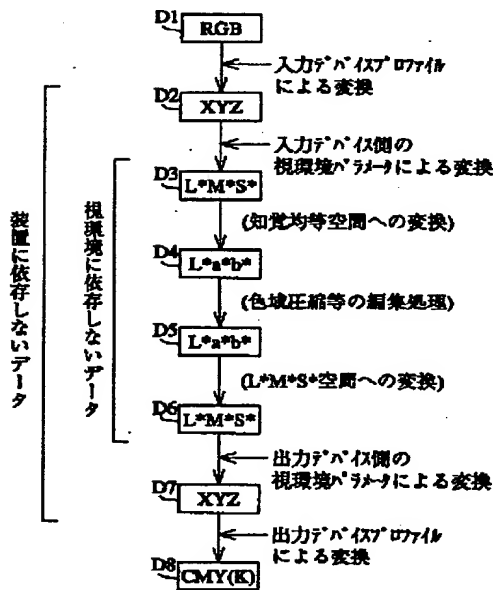 D1
RGB
入力デバイスプロファイル
による変換
D2
XYZ
入力デバイス側の
視環境パラメータによる変換
D3
L*M*S*
(知覚均等空間への変換)
D4
L*a*b*
(色域圧縮等の編集処理)
D5
L*a*b*
(L*M*S*空間への変換)
D6
L*M*S*
出力デバイス側の
視環境パラメータによる変換
D7
XYZ
出力デバイスプロファイル
による変換
D8
CMY(K)
装置に依存しないデータ
視環境に依存しないデータ